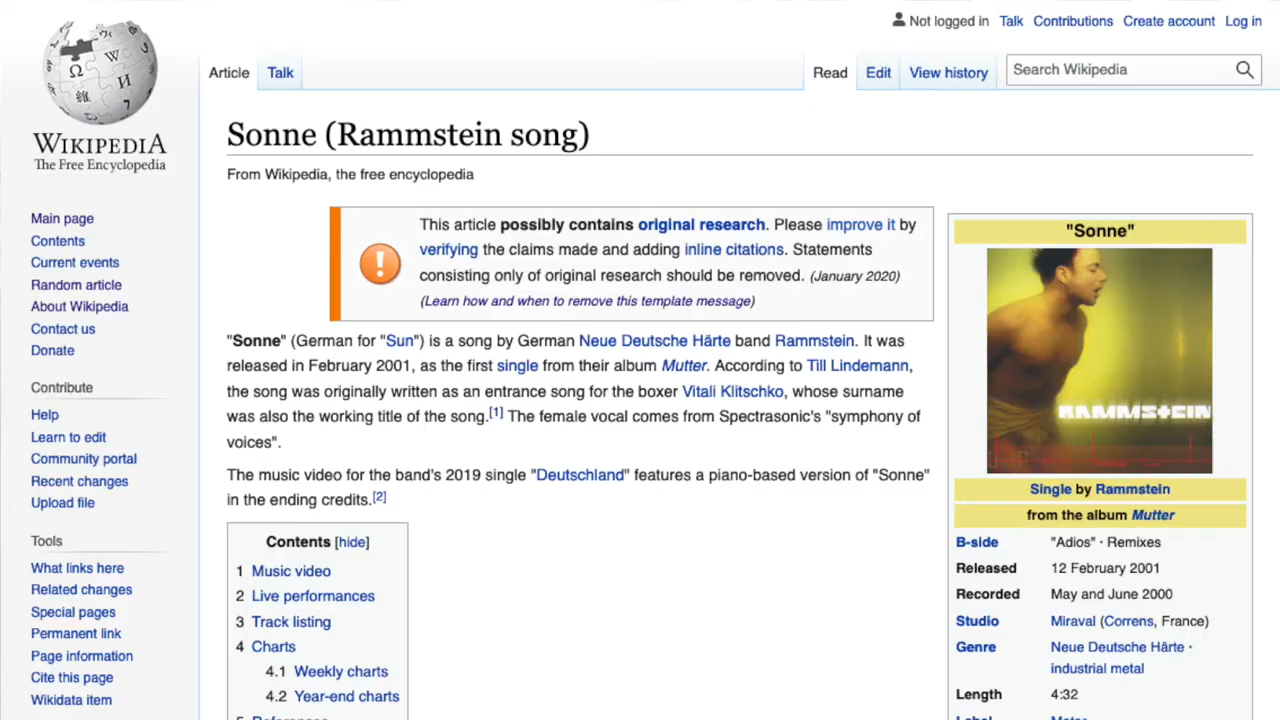 Not logged in Talk Contributions Create account Log in
Article Talk Read Edit View history Search Wikipedia
WIKIPEDIA
The Free Encyclopedia
Main page
Contents
Current events
Random article
About Wikipedia
Contact us
Donate
Contribute
Help
Learn to edit
Community portal
Recent changes
Upload file
Tools
What links here
Related changes
Special pages
Permanent link
Page information
Cite this page
Wikidata item
Sonne (Rammstein song)
From Wikipedia, the free encyclopedia
This article possibly contains original research. Please improve it by
verifying the claims made and adding inline citations. Statements
consisting only of original research should be removed. (January 2020)
(Learn how and when to remove this template message)
"Sonne" (German for "Sun") is a song by German Neue Deutsche Härte band Rammstein. It was
released in February 2001, as the first single from their album Mutter. According to Till Lindemann,
the song was originally written as an entrance song for the boxer Vitali Klitschko, whose surname
was also the working title of the song.[1] The female vocal comes from Spectrasonic's "symphony of
voices".
The music video for the band's 2019 single "Deutschland" features a piano-based version of "Sonne"
in the ending credits.[2]
Contents [hide]
1 Music video
2 Live performances
3 Track listing
4 Charts
4.1 Weekly charts
4.2 Year-end charts
"Sonne"
RAMMSTEIN
Single by Rammstein
from the album Mutter
B-side "Adios" · Remixes
Released 12 February 2001
Recorded May and June 2000
Studio Miraval (Correns, France)
Genre Neue Deutsche Härte ·
industrial metal
Length 4:32